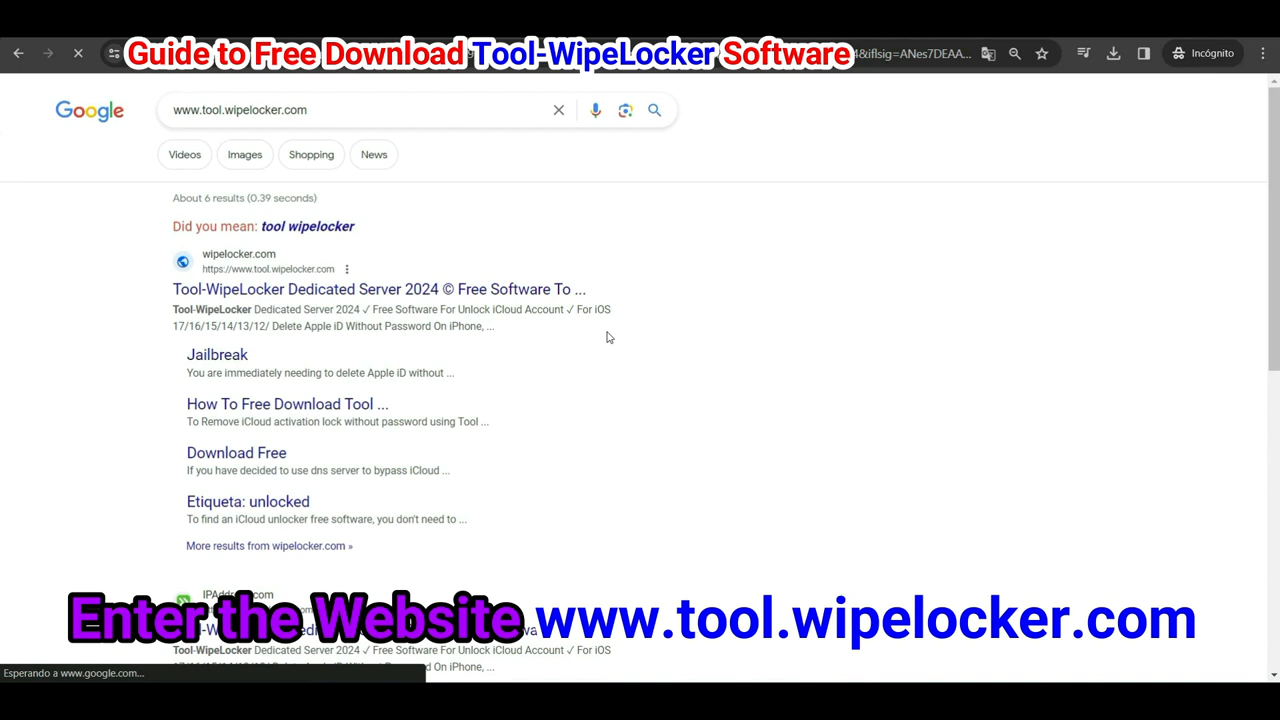 Guide to Free Download Tool-WipeLocker Software
4&iflsig=ANes7DEAA...
Incógnito
Google
www.tool.wipelocker.com
Videos
Images
Shopping
News
About 6 results (0.39 seconds)
Did you mean: tool wipelocker
wipelocker.com
https://www.tool.wipelocker.com
Tool-WipeLocker Dedicated Server 2024 © Free Software To ...
Tool-WipeLocker Dedicated Server 2024 ✓ Free Software For Unlock iCloud Account ✓ For iOS
17/16/15/14/13/12/ Delete Apple iD Without Password On iPhone, ...
Jailbreak
You are immediately needing to delete Apple iD without ...
How To Free Download Tool ...
To Remove iCloud activation lock without password using Tool ...
Download Free
If you have decided to use dns server to bypass iCloud ...
Etiqueta: unlocked
To find an iCloud unlocker free software, you don't need to ...
More results from wipelocker.com »
Enter the Website www.tool.wipelocker.com
Dedicated Server 2024 ✓ Free Software For Unlock iCloud Account ✓ For iOS
On iPhone, ...
Esperando a www.google.com...